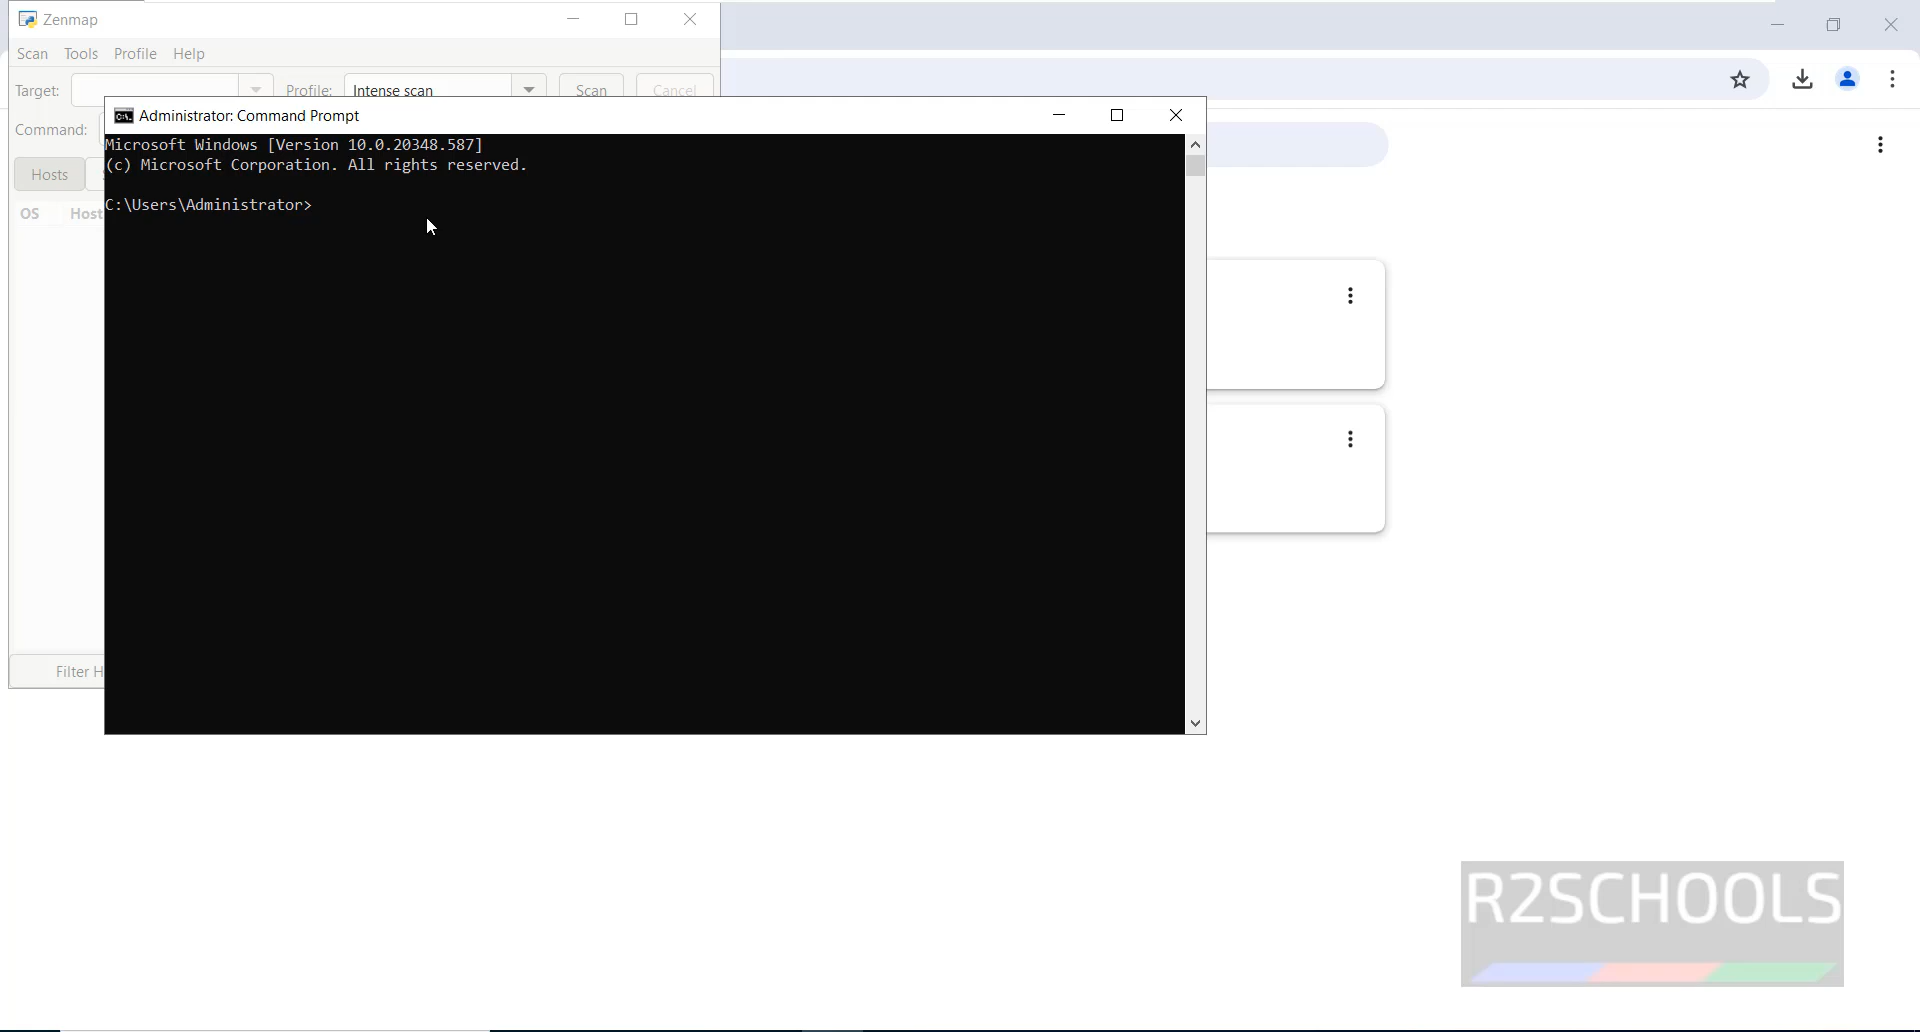 Zenmap
Scan Tools Profile Help
Target: Profile: Intense scan Scan Cancel
Command:
Administrator: Command Prompt
Microsoft Windows [Version 10.0.20348.587]
(c) Microsoft Corporation. All rights reserved.
Hosts
C:\Users\Administrator>
OS Host
Filter H
R2SCHOOLS